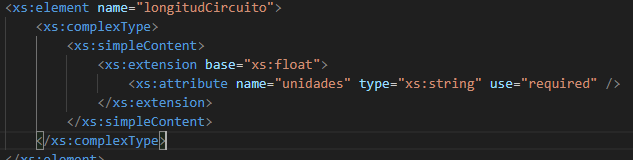 <xs:element name="longitudCircuito">
<xs:complexType>
<xs:simpleContent>
<xs:extension base="xs:float">
<xs:attribute name="unidades" type="xs:string" use="required" />
</xs:extension>
</xs:simpleContent>
</xs:complexType>
</xs:element>